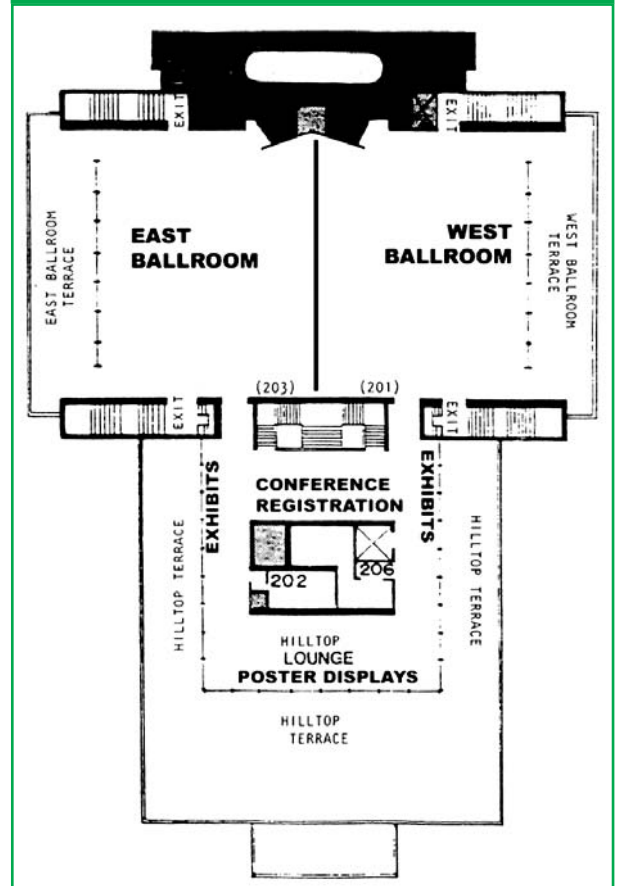 EXIT
EXIT
EAST BALLROOM
TERRACE
EAST
BALLROOM
WEST
BALLROOM
WEST BALLROOM
TERRACE
(203)
(201)
EXIT
EXIT
EXHIBITS
CONFERENCE
REGISTRATION
EXHIBITS
HILLTOP TERRACE
202
206
HILLTOP TERRACE
HILLTOP
LOUNGE
POSTER DISPLAYS
HILLTOP
TERRACE